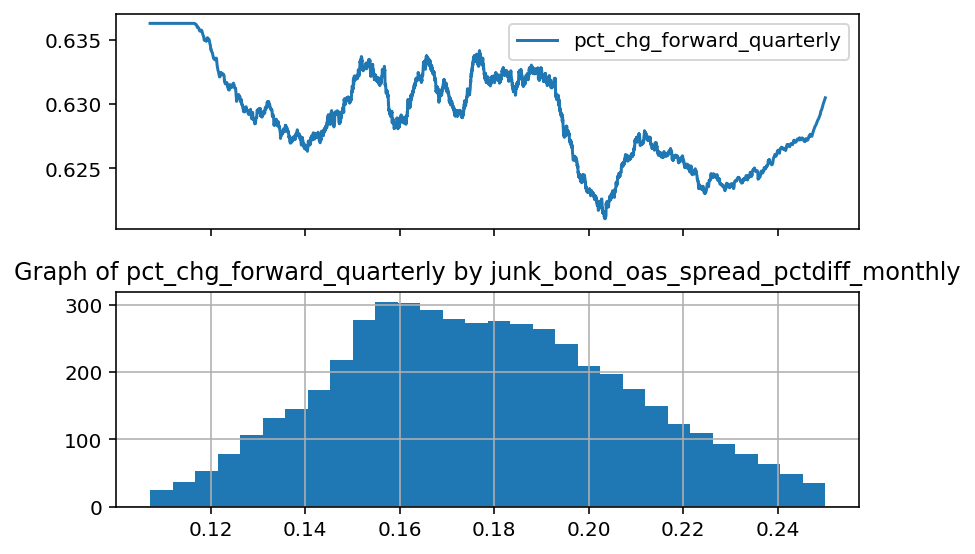 pct_chg_forward_quarterly
0.635
0.630
0.625
Graph of pct_chg_forward_quarterly by junk_bond_oas_spread_pctdiff_monthly
300
200
100
0
0.12 0.14 0.16 0.18 0.20 0.22 0.24